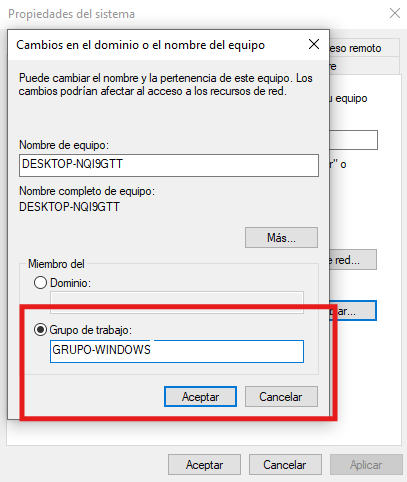 Propiedades del sistema
Cambios en el dominio o el nombre del equipo
eso remoto
re
Puede cambiar el nombre y la pertenencia de este equipo. Los
cambios podrían afectar al acceso a los recursos de red.
u equipo
Nombre de equipo:
DESKTOP-NQI9GTT
r" o
Nombre completo de equipo:
DESKTOP-NQI9GTT
Más...
e red...
Miembro del
Dominio:
ar...
Grupo de trabajo:
GRUPO-WINDOWS
Aceptar
Cancelar
Aceptar
Cancelar
Aplicar